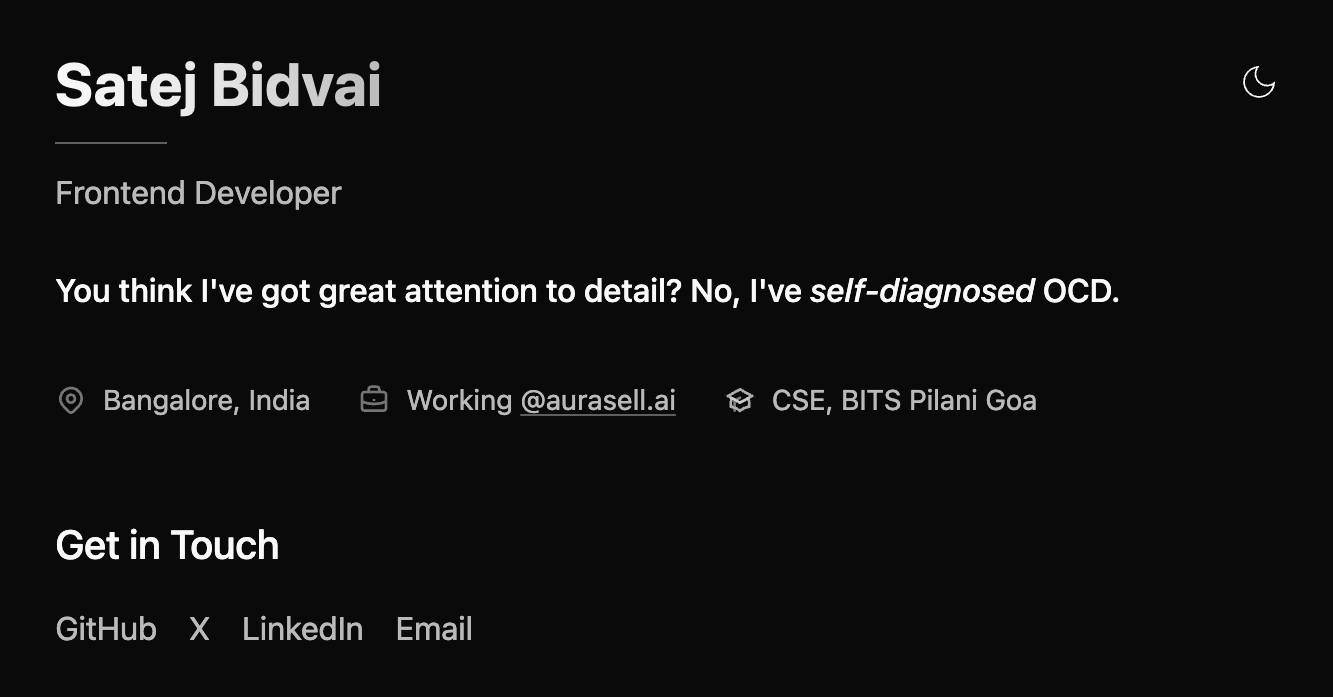 Satej Bidvai
Frontend Developer
You think I've got great attention to detail? No, I've self-diagnosed OCD.
Bangalore, India Working @aurasell.ai CSE, BITS Pilani Goa
Get in Touch
GitHub X LinkedIn Email